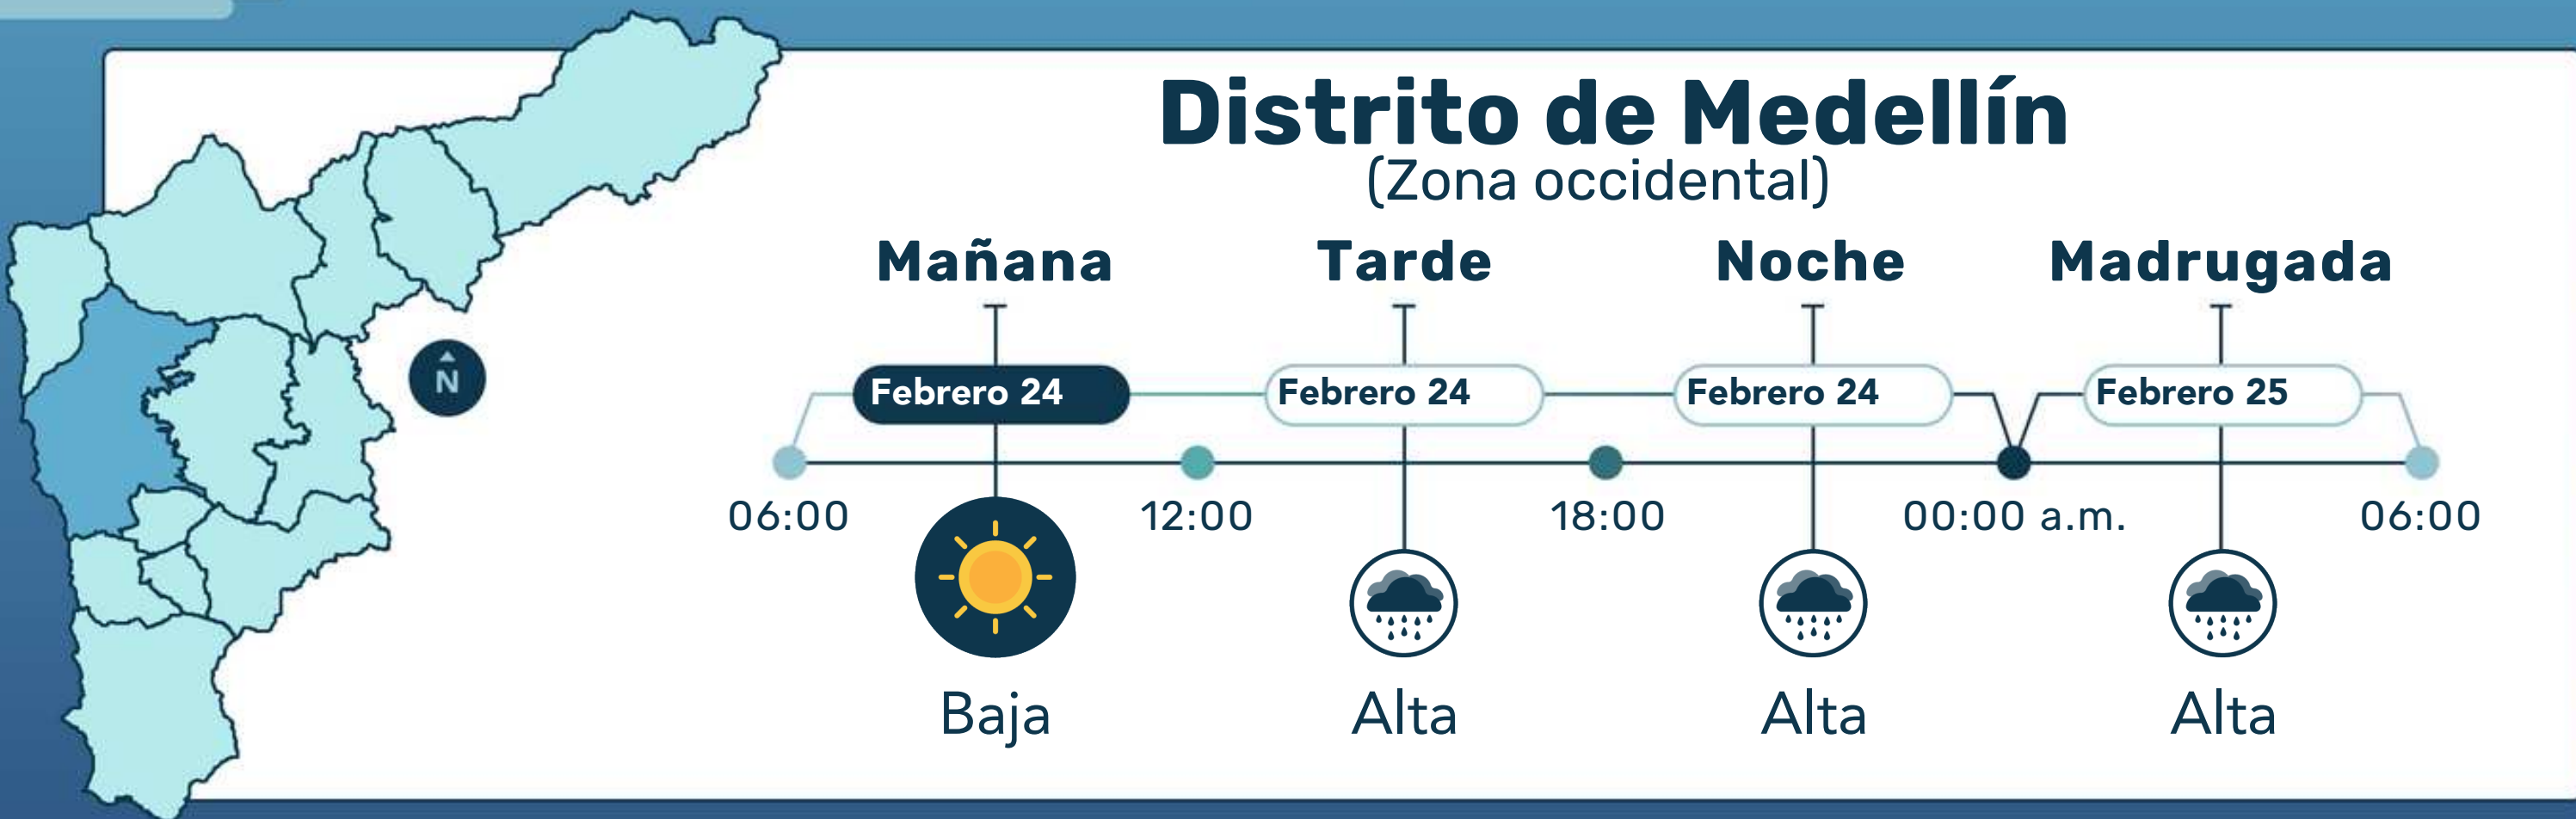 Distrito de Medellín
(Zona occidental)
Mañana Tarde Noche Madrugada
Febrero 24 Febrero 24 Febrero 24 Febrero 25
N
06:00 12:00 18:00 00:00 a.m. 06:00
Baja Alta Alta Alta